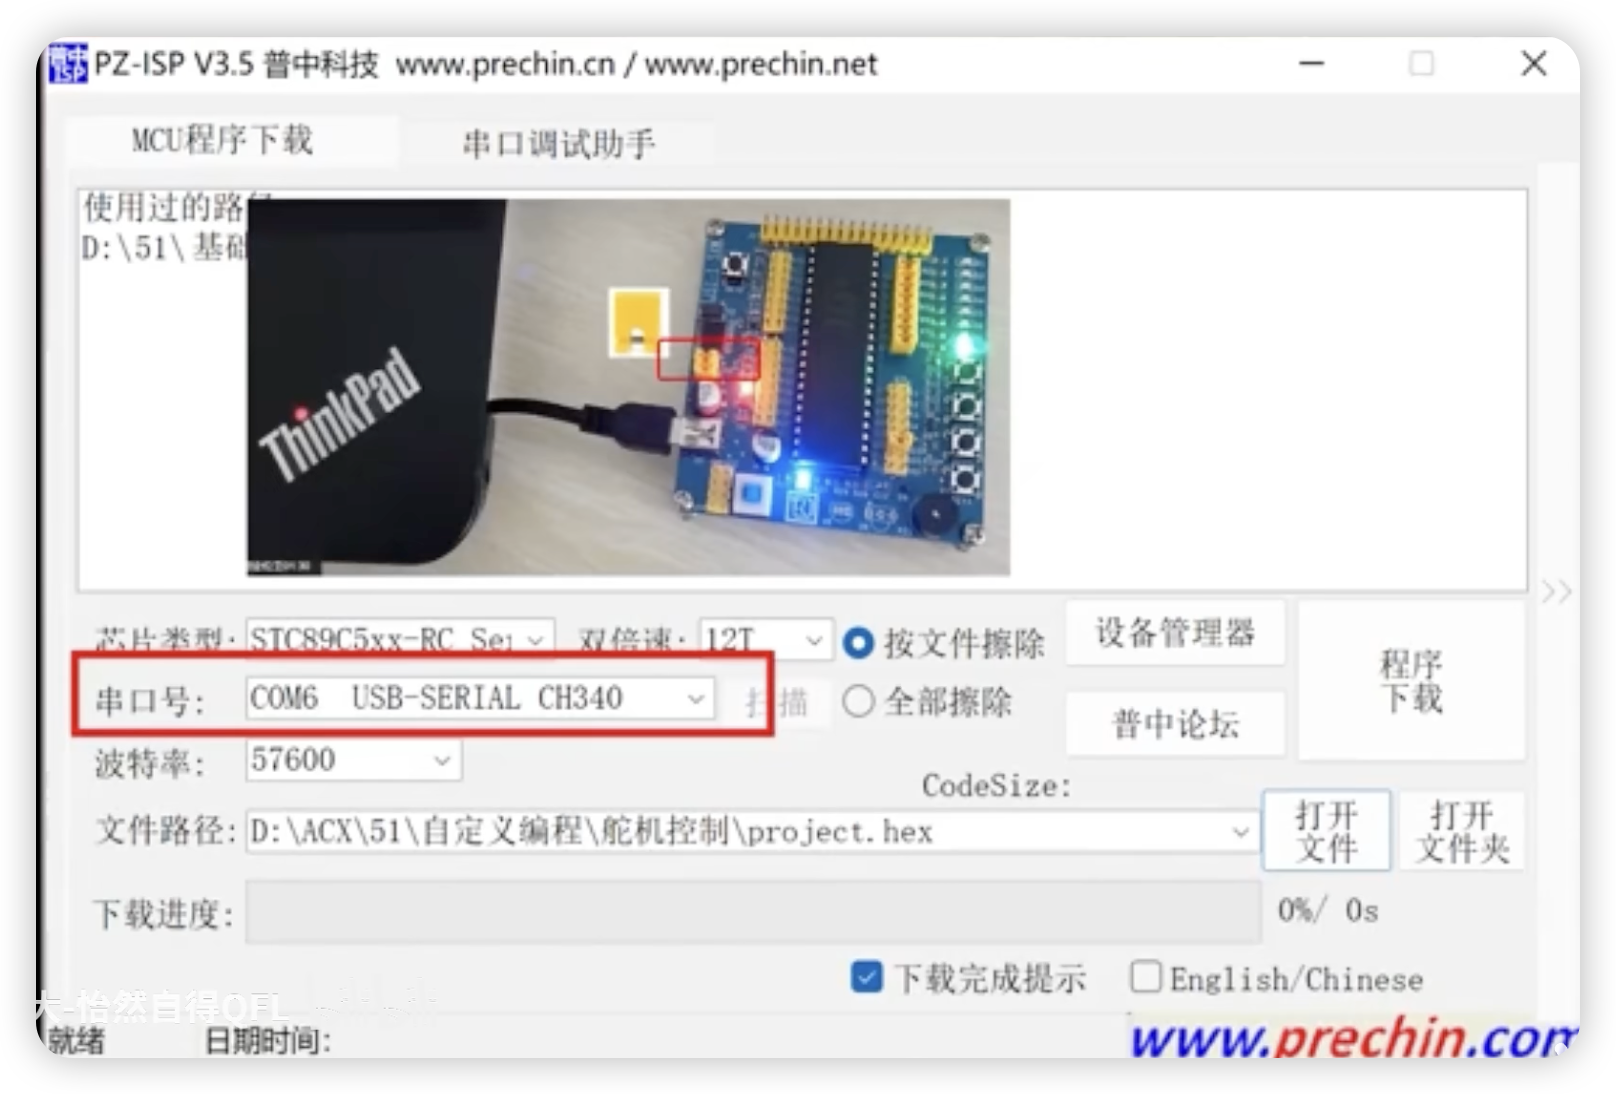 PZ-ISP V3.5 普中科技 www.prechin.cn / www.prechin.net
MCU程序下载 串口调试助手
使用过的路
D:\51\基础
ThinkPad
芯片类型: STC89C5xx-RC Se 双倍速: 12T 按文件擦除 设备管理器
程序
下载
串口号: COM6 USB-SERIAL CH340 扫描 全部擦除
普中论坛
波特率: 57600
CodeSize:
文件路径: D:\ACX\51\自定义编程\舵机控制\project.hex
打开
文件
打开
文件夹
下载进度: 0%/ 0s
下载完成提示 English/Chinese
大-怡然自得QFL
就绪 日期时间:
www.prechin.com